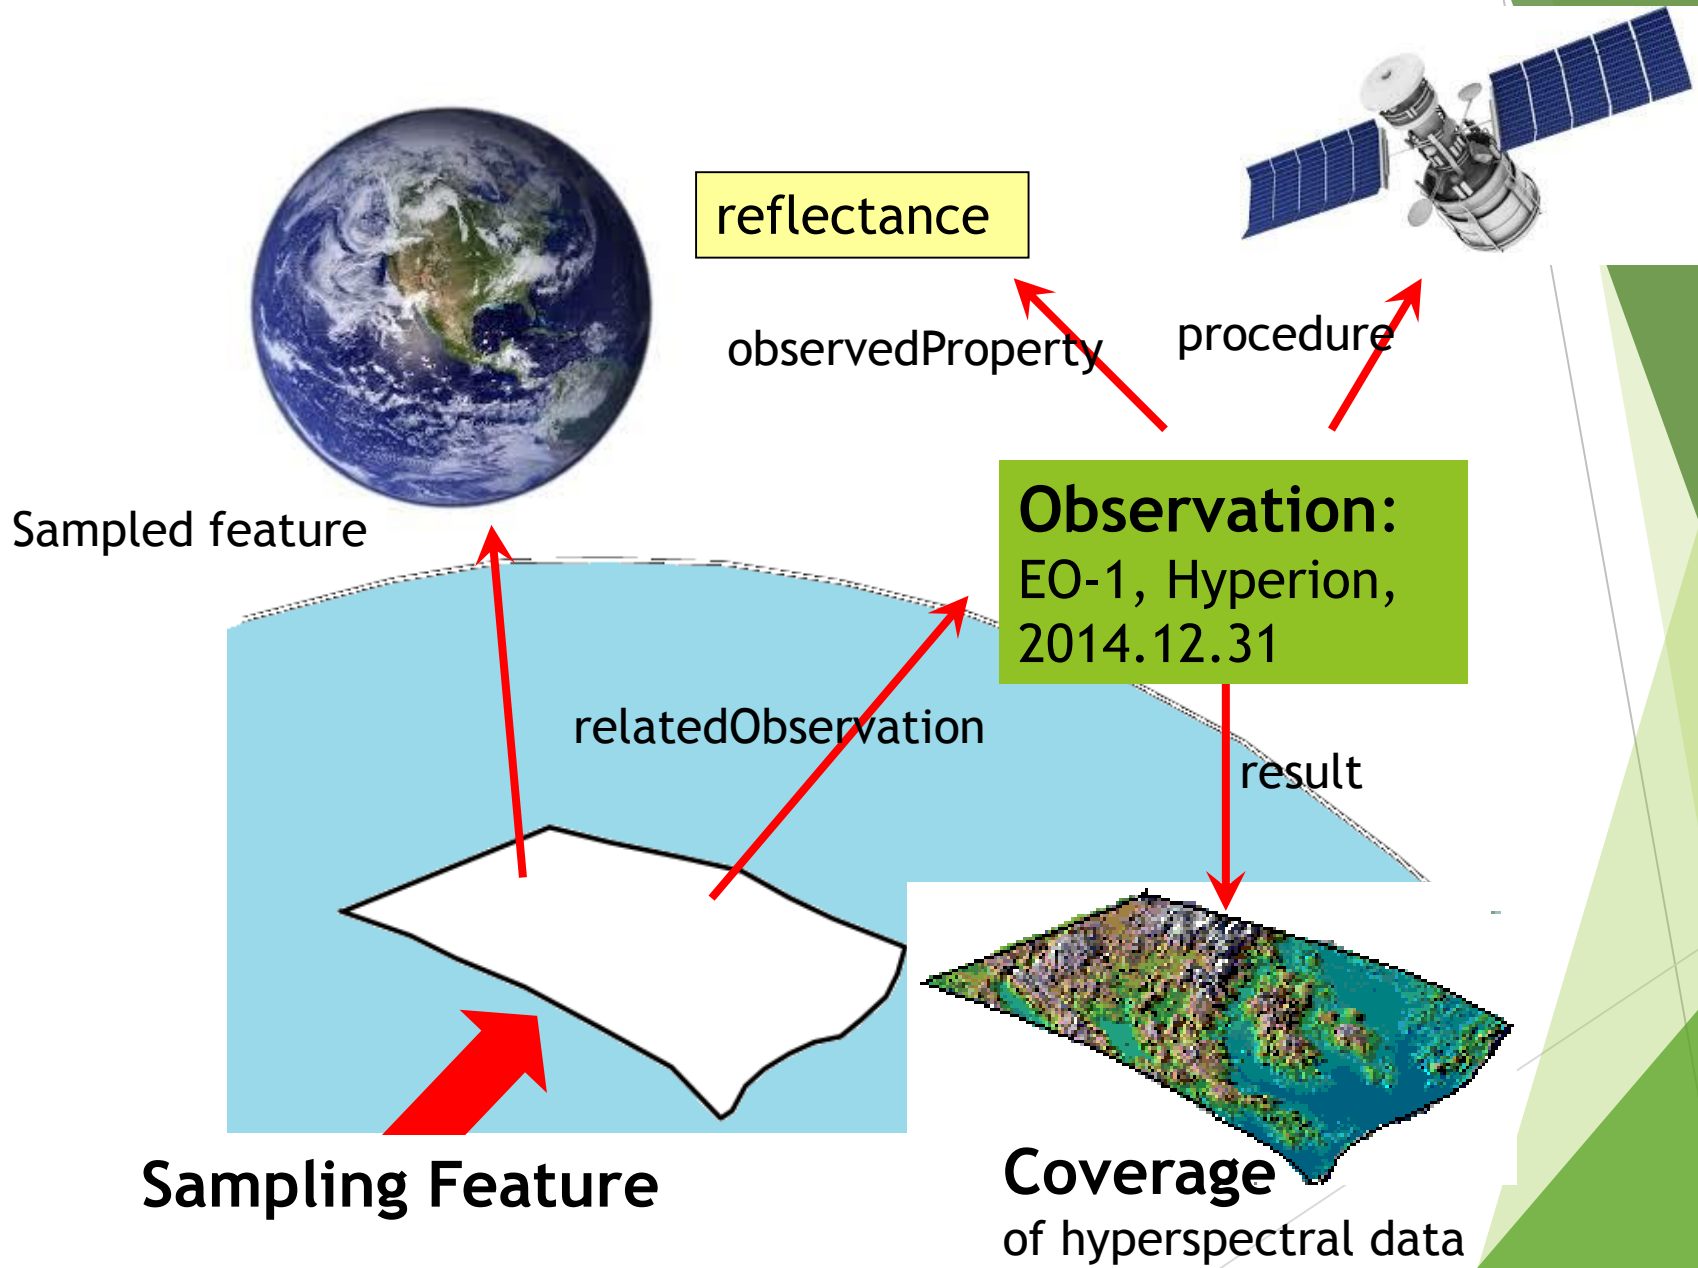 reflectance
observedProperty
procedure
Sampled feature
Observation:
EO-1, Hyperion,
2014.12.31
relatedObservation
result
Sampling Feature
Coverage
of hyperspectral data